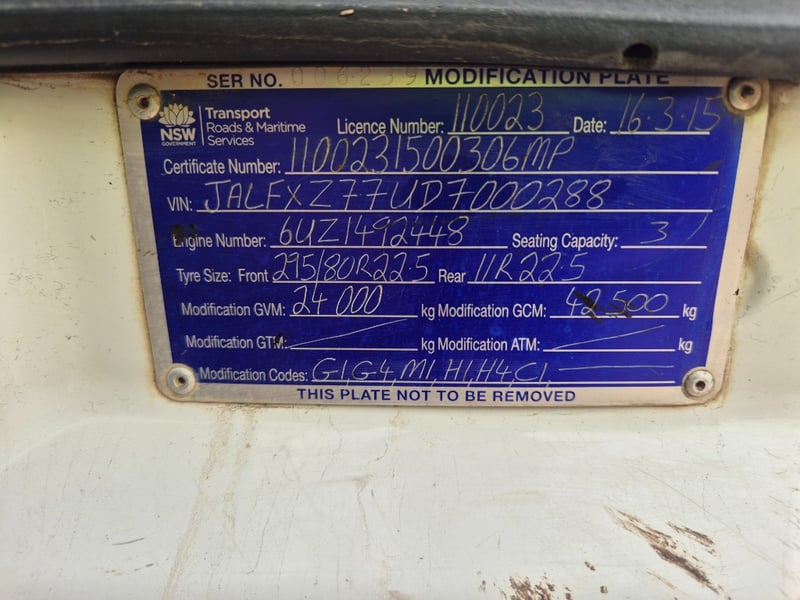 SER NO. 006239 MODIFICATION PLATE
NSW GOVERNMENT Transport Roads & Maritime Services
Licence Number: 110023 Date: 16.3.15
Certificate Number: 1100231500306MP
VIN: JALFXZ77UD7000288
Engine Number: 6UZ1492448 Seating Capacity: 3
Tyre Size: Front 295/80R22.5 Rear 11R22.5
Modification GVM: 24 000 kg Modification GCM: 42 500 kg
Modification GTM: kg Modification ATM: kg
Modification Codes: G1, G4, M1, H1, H4, C1,
THIS PLATE NOT TO BE REMOVED